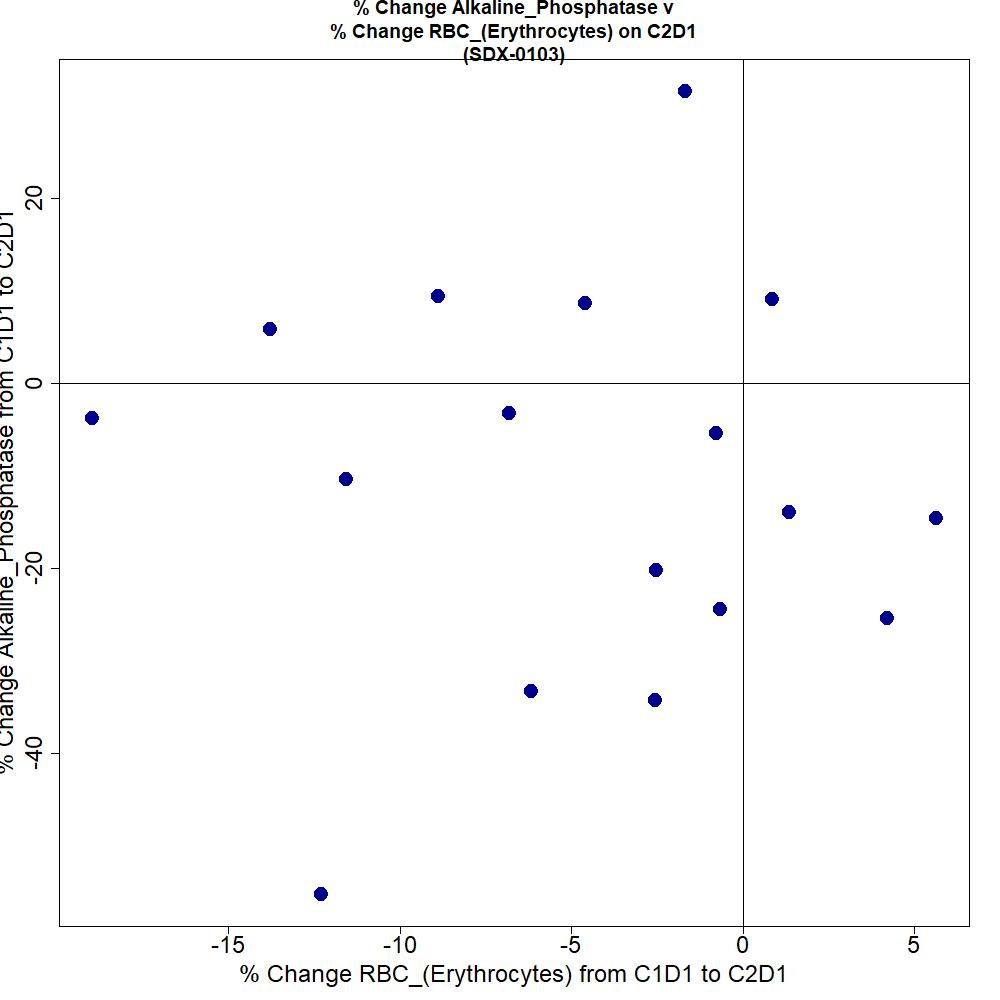 % Change Alkaline_Phosphatase v
% Change RBC_(Erythrocytes) on C2D1
(SDX-0103)
% Change Alkaline_Phosphatase from C1D1 to C2D1
20
0
-20
-40
-15
-10
-5
0
5
% Change RBC_(Erythrocytes) from C1D1 to C2D1